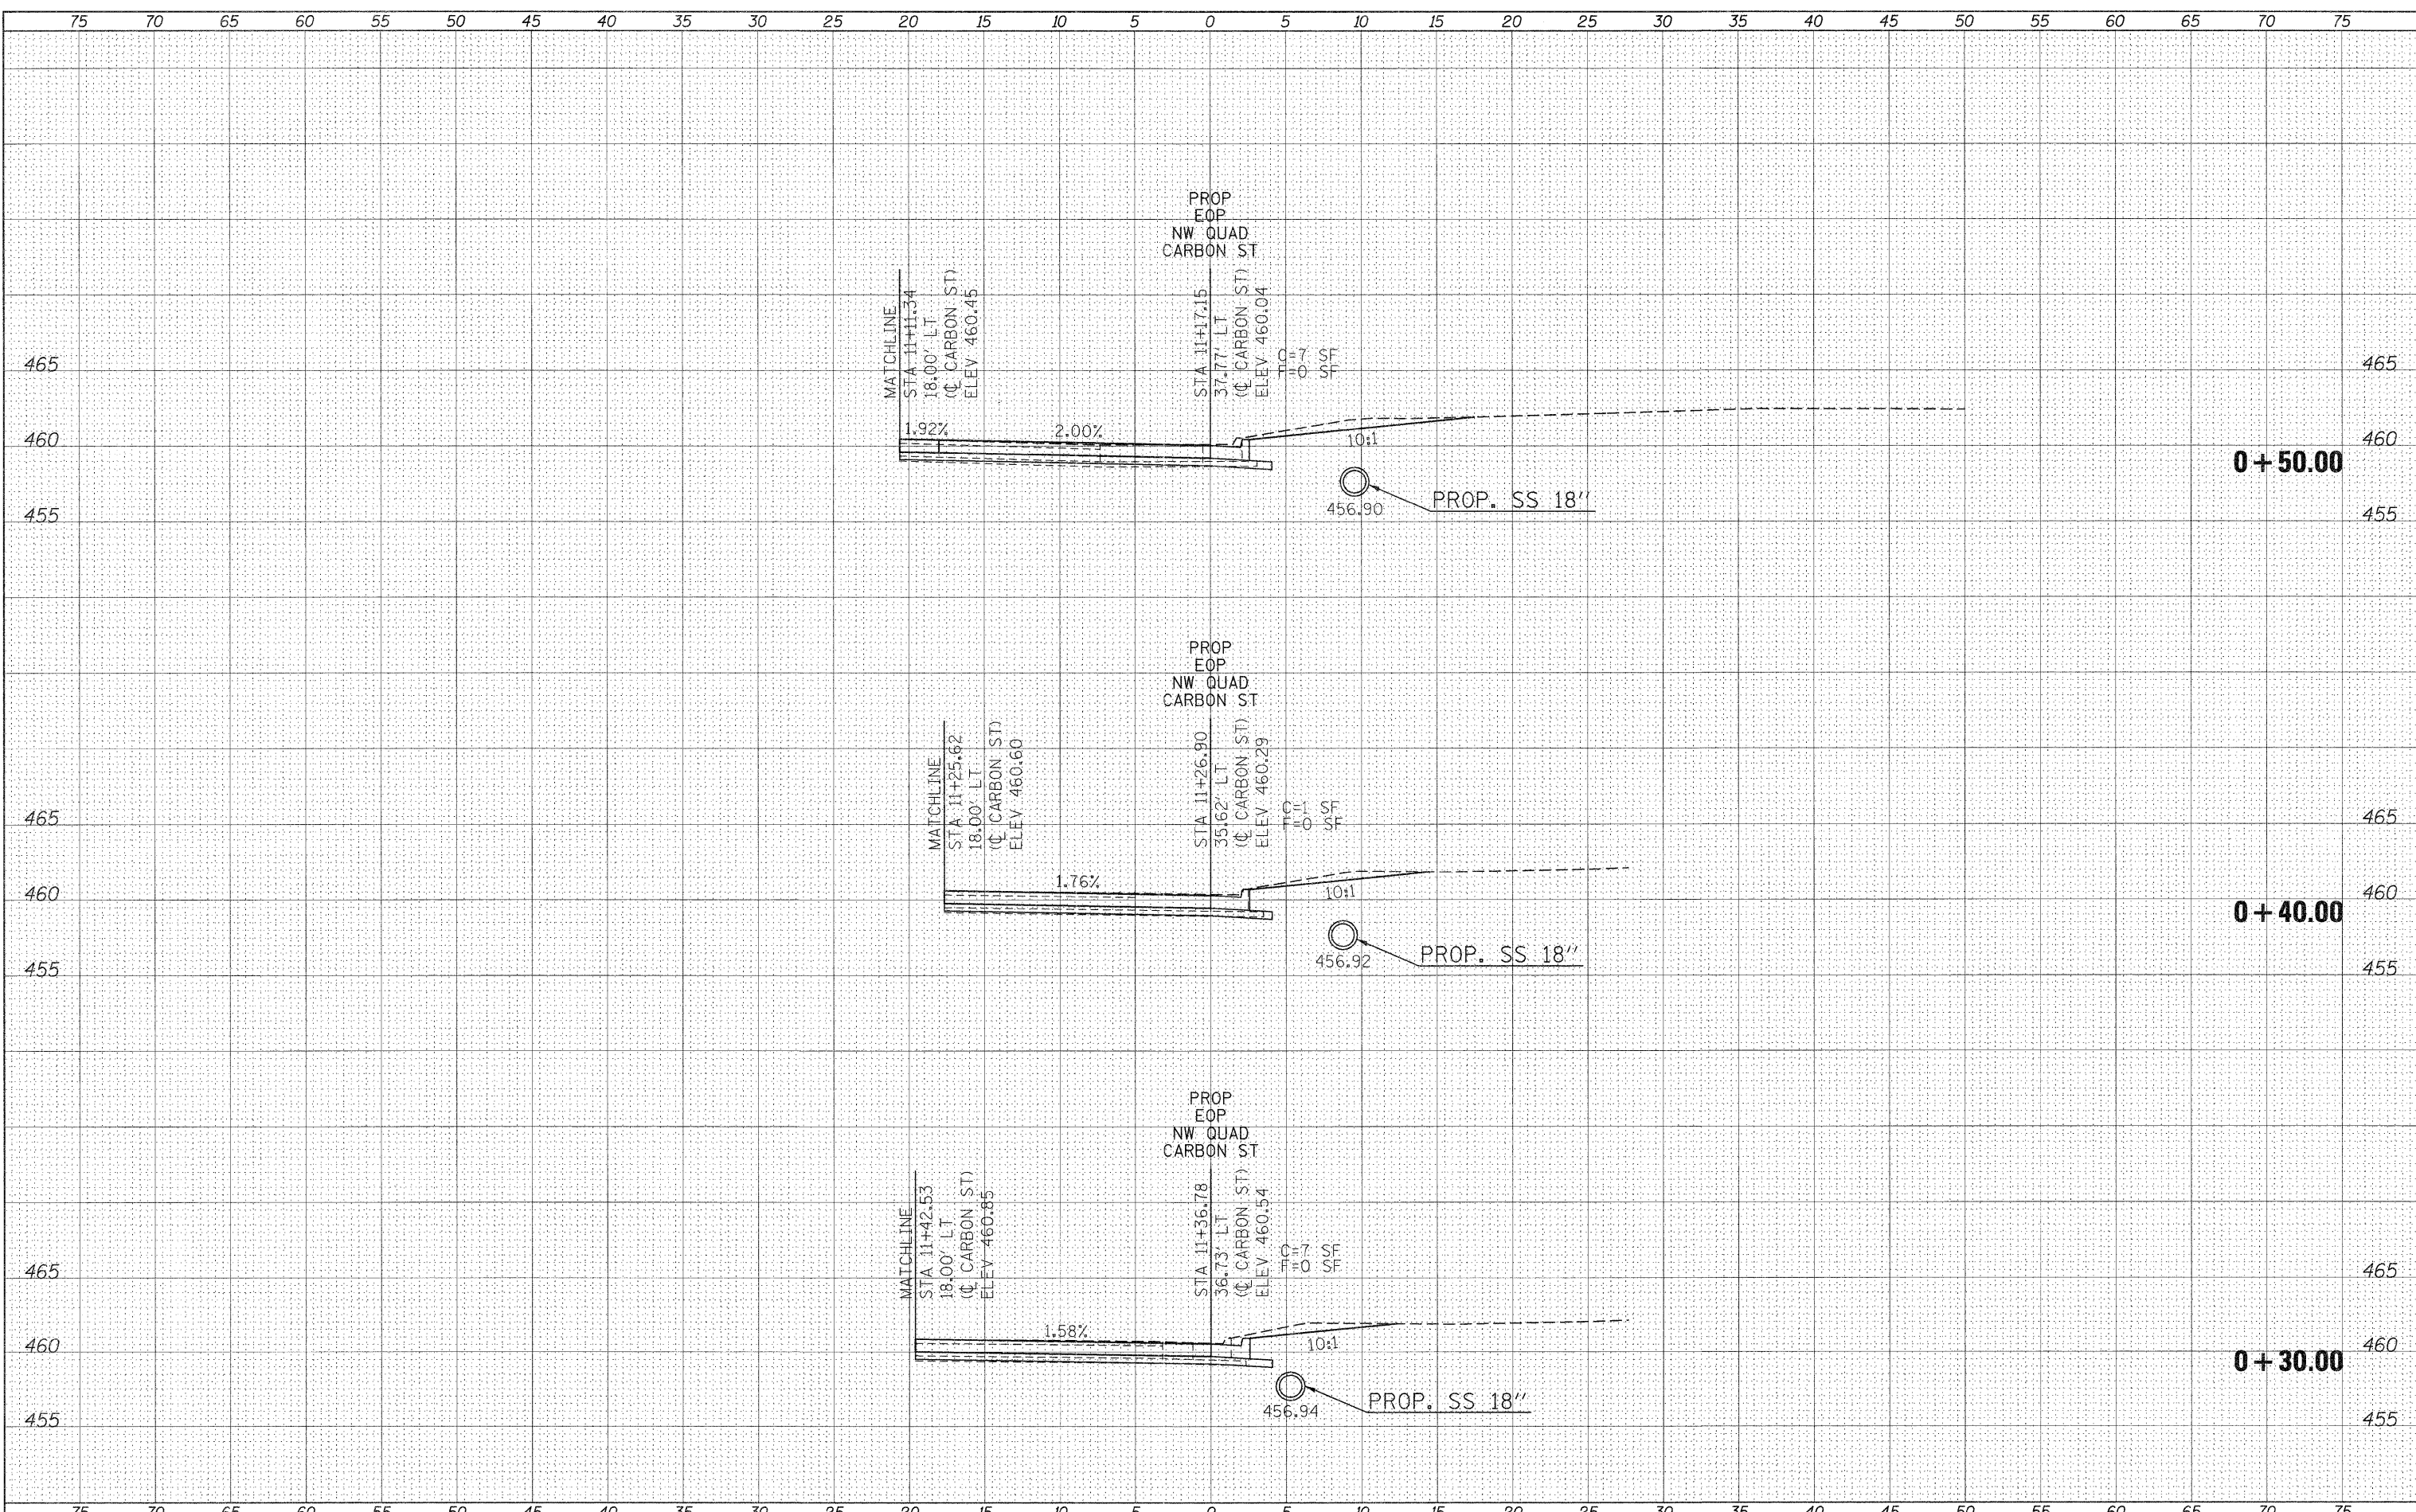 75 70 65 60 55 50 45 40 35 30 25 20 15 10 5 0 5 10 15 20 25 30 35 40 45 50 55 60 65 70 75
PROP
EOP
NW QUAD
CARBON ST
MATCHLINE
STA 11+11.34
18.00' LT
(℄ CARBON ST)
ELEV 460.45
STA 11+17.15
37.77' LT
(℄ CARBON ST)
ELEV 460.04
C=7 SF
F=0 SF
465 465
1.92% 2.00%
10:1
460 460
0+50.00
PROP. SS 18"
456.90
455 455
PROP
EOP
NW QUAD
CARBON ST
MATCHLINE
STA 11+25.62
18.00' LT
(℄ CARBON ST)
ELEV 460.60
STA 11+26.90
35.62' LT
(℄ CARBON ST)
ELEV 460.29
C=1 SF
F=0 SF
465 465
1.76%
10:1
460 460
0+40.00
PROP. SS 18"
456.92
455 455
PROP
EOP
NW QUAD
CARBON ST
MATCHLINE
STA 11+42.53
18.00' LT
(℄ CARBON ST)
ELEV 460.85
STA 11+36.78
36.73' LT
(℄ CARBON ST)
ELEV 460.54
C=7 SF
F=0 SF
465 465
1.58%
10:1
460 460
0+30.00
PROP. SS 18"
456.94
455 455
75 70 65 60 55 50 45 40 35 30 25 20 15 10 5 0 5 10 15 20 25 30 35 40 45 50 55 60 65 70 75